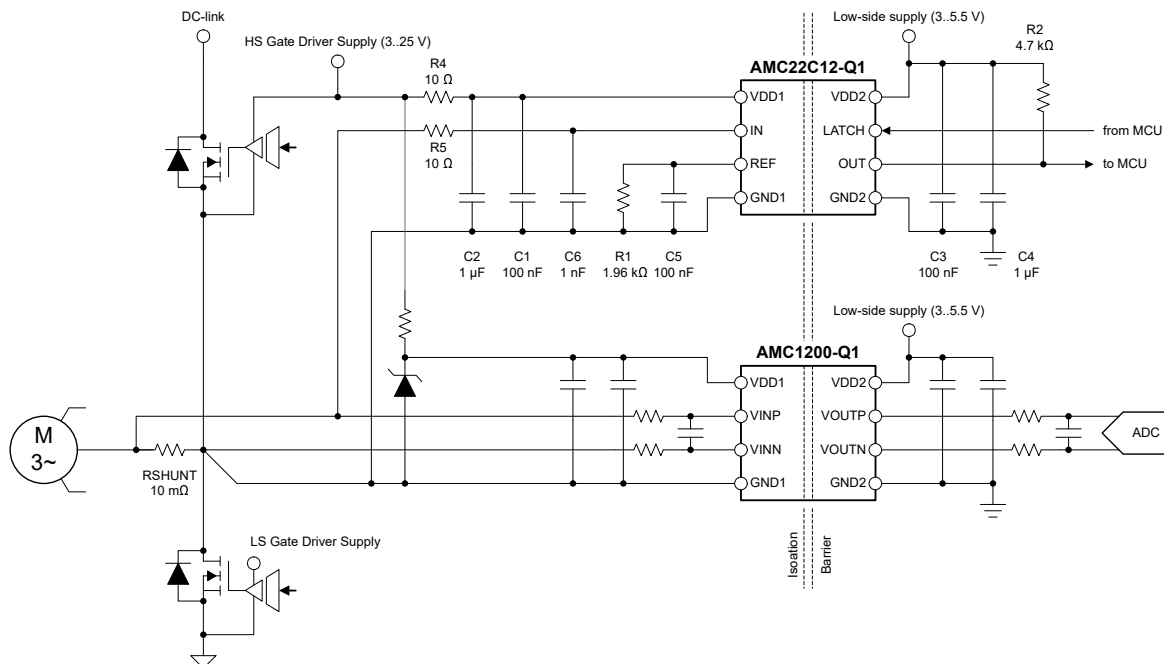 DC-link
HS Gate Driver Supply (3..25 V)
Low-side supply (3..5.5 V)
R2
4.7 kΩ
R4
10 Ω
AMC22C12-Q1
VDD1
VDD2
IN
LATCH
from MCU
R5
10 Ω
REF
OUT
to MCU
GND1
GND2
C2
1 µF
C1
100 nF
C6
1 nF
R1
1.96 kΩ
C5
100 nF
C3
100 nF
C4
1 µF
Low-side supply (3..5.5 V)
AMC1200-Q1
VDD1
VDD2
VINP
VOUTP
M
3~
ADC
VINN
VOUTN
RSHUNT
10 mΩ
GND1
GND2
LS Gate Driver Supply
Isoation
Barrier